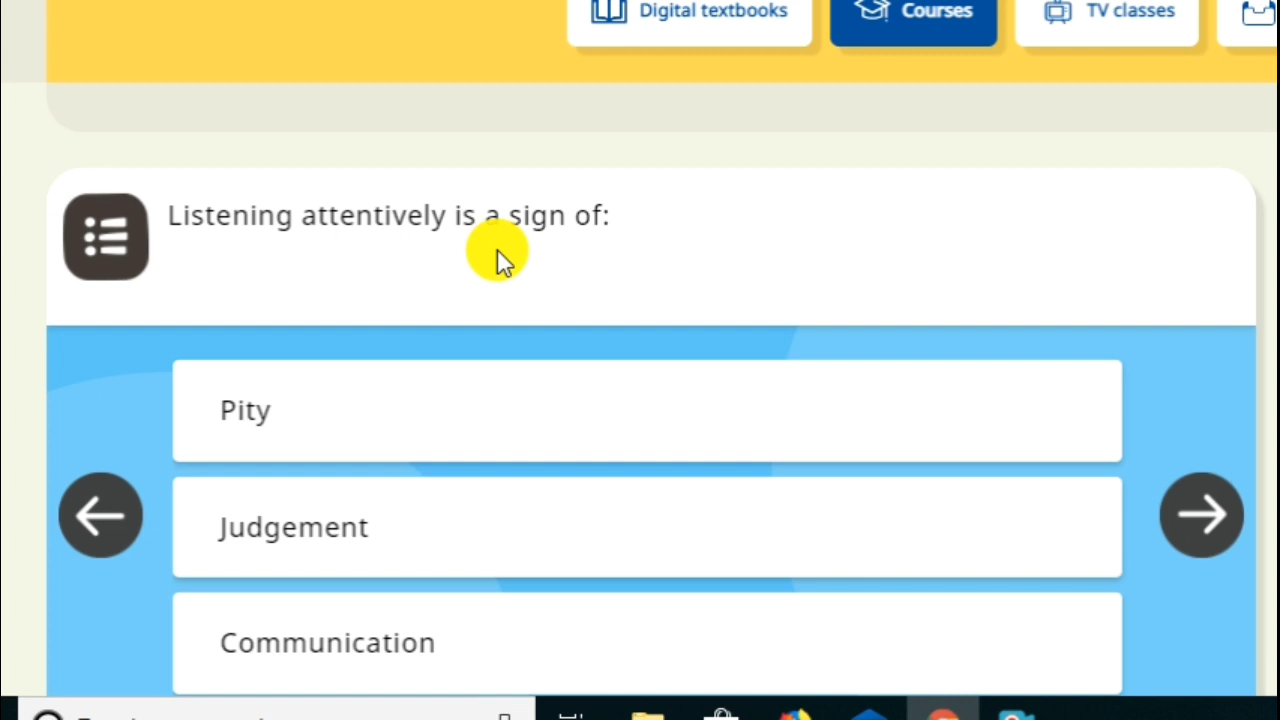 Digital textbooks
Courses
TV classes
Listening attentively is a sign of:
Pity
Judgement
Communication